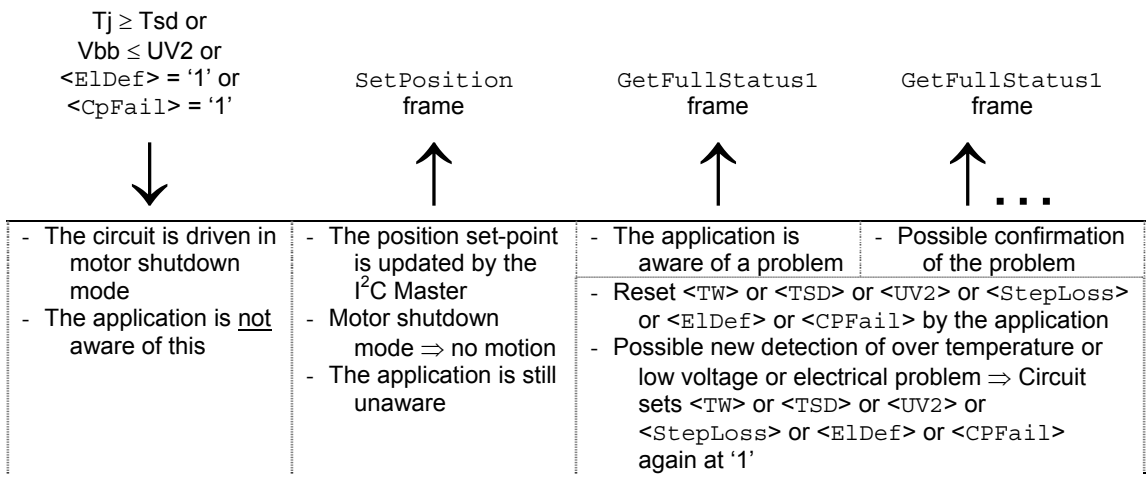 Tj ≥ Tsd or
Vbb ≤ UV2 or
<ElDef> = ‘1’ or
<CpFail> = ‘1’
SetPosition
frame
GetFullStatus1
frame
GetFullStatus1
frame
...
- The circuit is driven in
motor shutdown
mode
- The application is not
aware of this
- The position set-point
is updated by the
I²C Master
- Motor shutdown
mode ⇒ no motion
- The application is still
unaware
- The application is
aware of a problem
- Possible confirmation
of the problem
- Reset <TW> or <TSD> or <UV2> or <StepLoss>
or <ElDef> or <CPFail> by the application
- Possible new detection of over temperature or
low voltage or electrical problem ⇒ Circuit
sets <TW> or <TSD> or <UV2> or
<StepLoss> or <ElDef> or <CPFail>
again at ‘1’